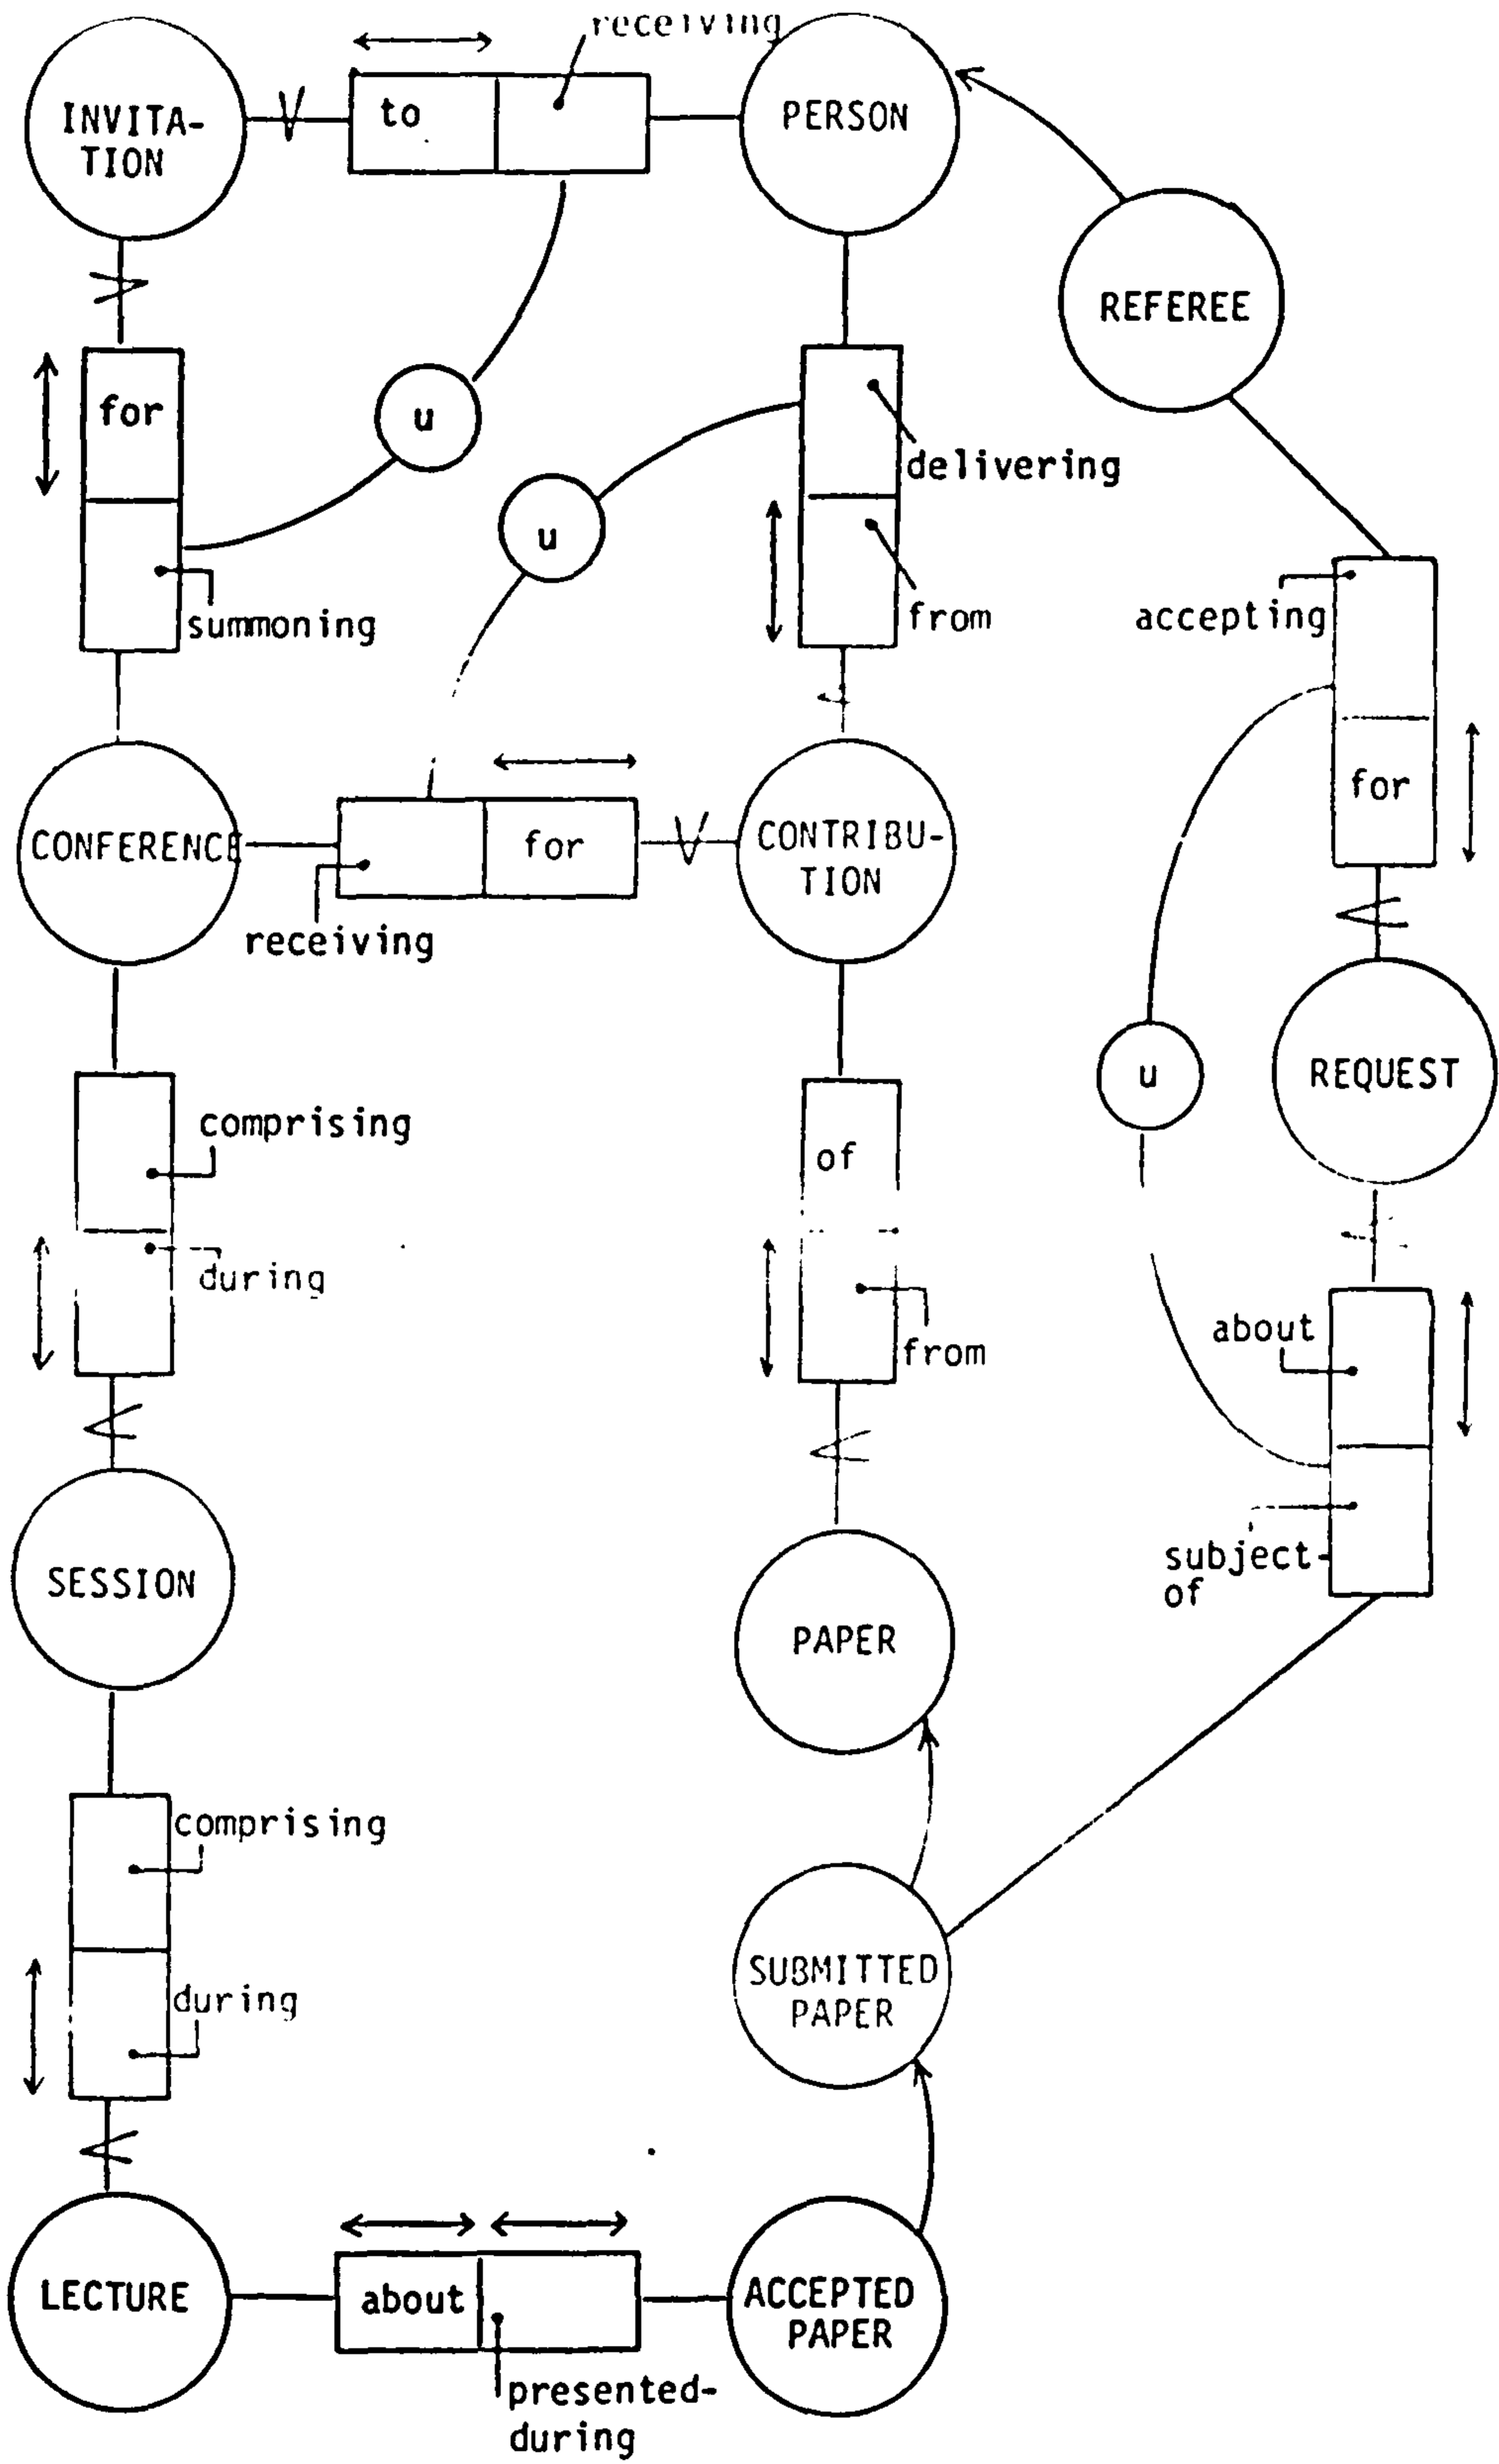 receiving
to
INVITA-
TION
PERSON
REFEREE
for
u
delivering
u
from
summoning
accepting
for
CONFERENCE
for
CONTRIBU-
TION
receiving
u
REQUEST
comprising
of
during
about
from
subject-
of
SESSION
PAPER
comprising
SUBMITTED
PAPER
during
LECTURE
about
ACCEPTED
PAPER
presented-
during